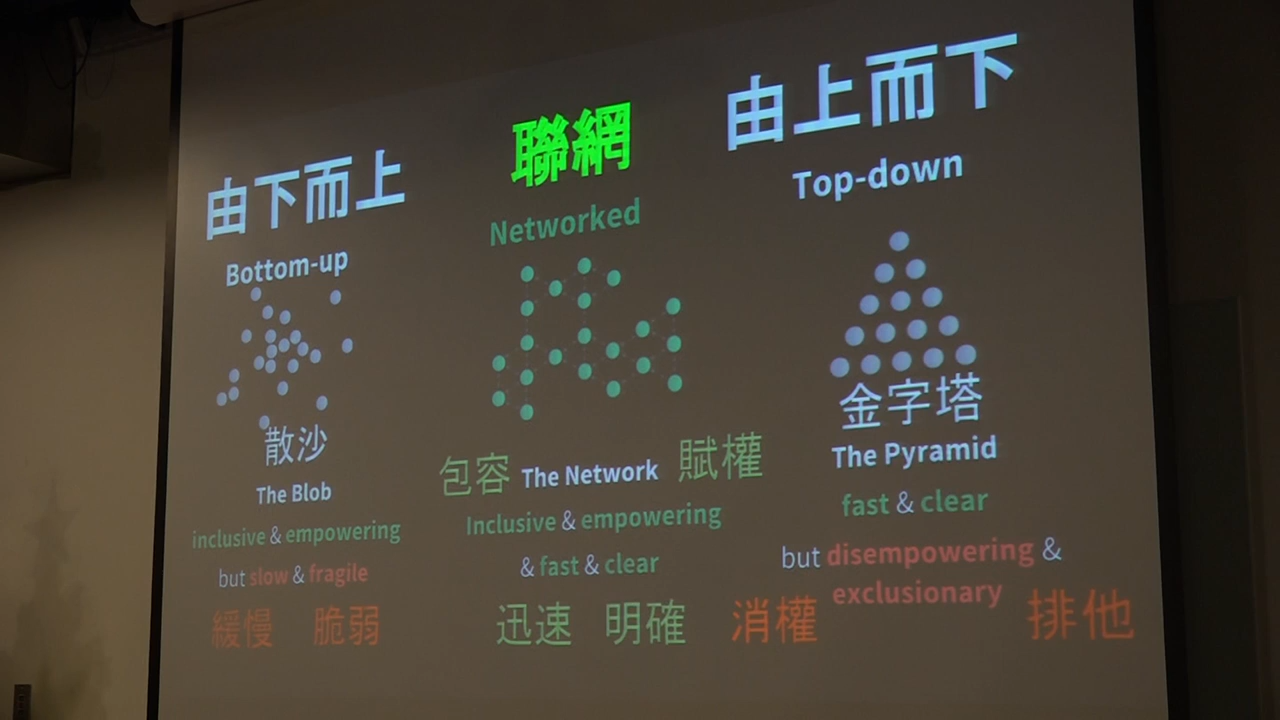 由下而上
Bottom-up
散沙
The Blob
inclusive & empowering
but slow & fragile
緩慢 脆弱
聯網
Networked
包容 The Network 賦權
Inclusive & empowering
& fast & clear
迅速 明確
由上而下
Top-down
金字塔
The Pyramid
fast & clear
but disempowering &
exclusionary
消權 排他